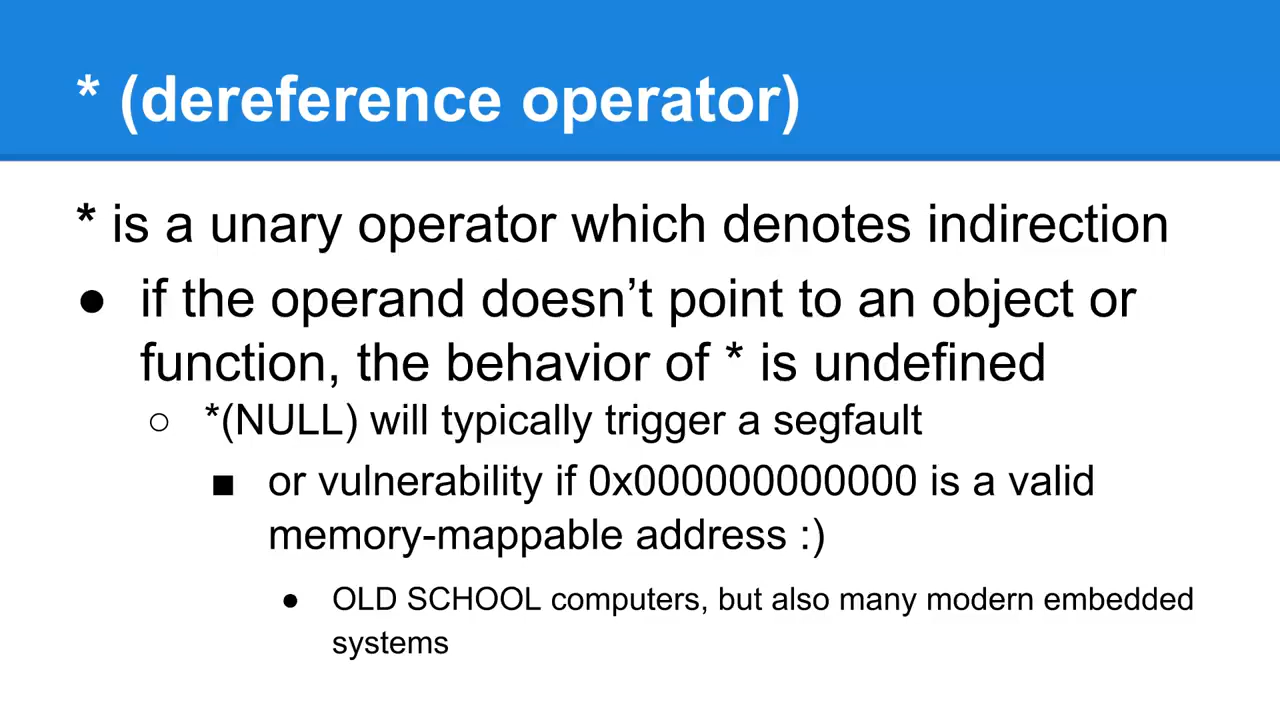 * (dereference operator)
* is a unary operator which denotes indirection
● if the operand doesn’t point to an object or
function, the behavior of * is undefined
○ *(NULL) will typically trigger a segfault
■ or vulnerability if 0x000000000000 is a valid
memory-mappable address :)
● OLD SCHOOL computers, but also many modern embedded
systems